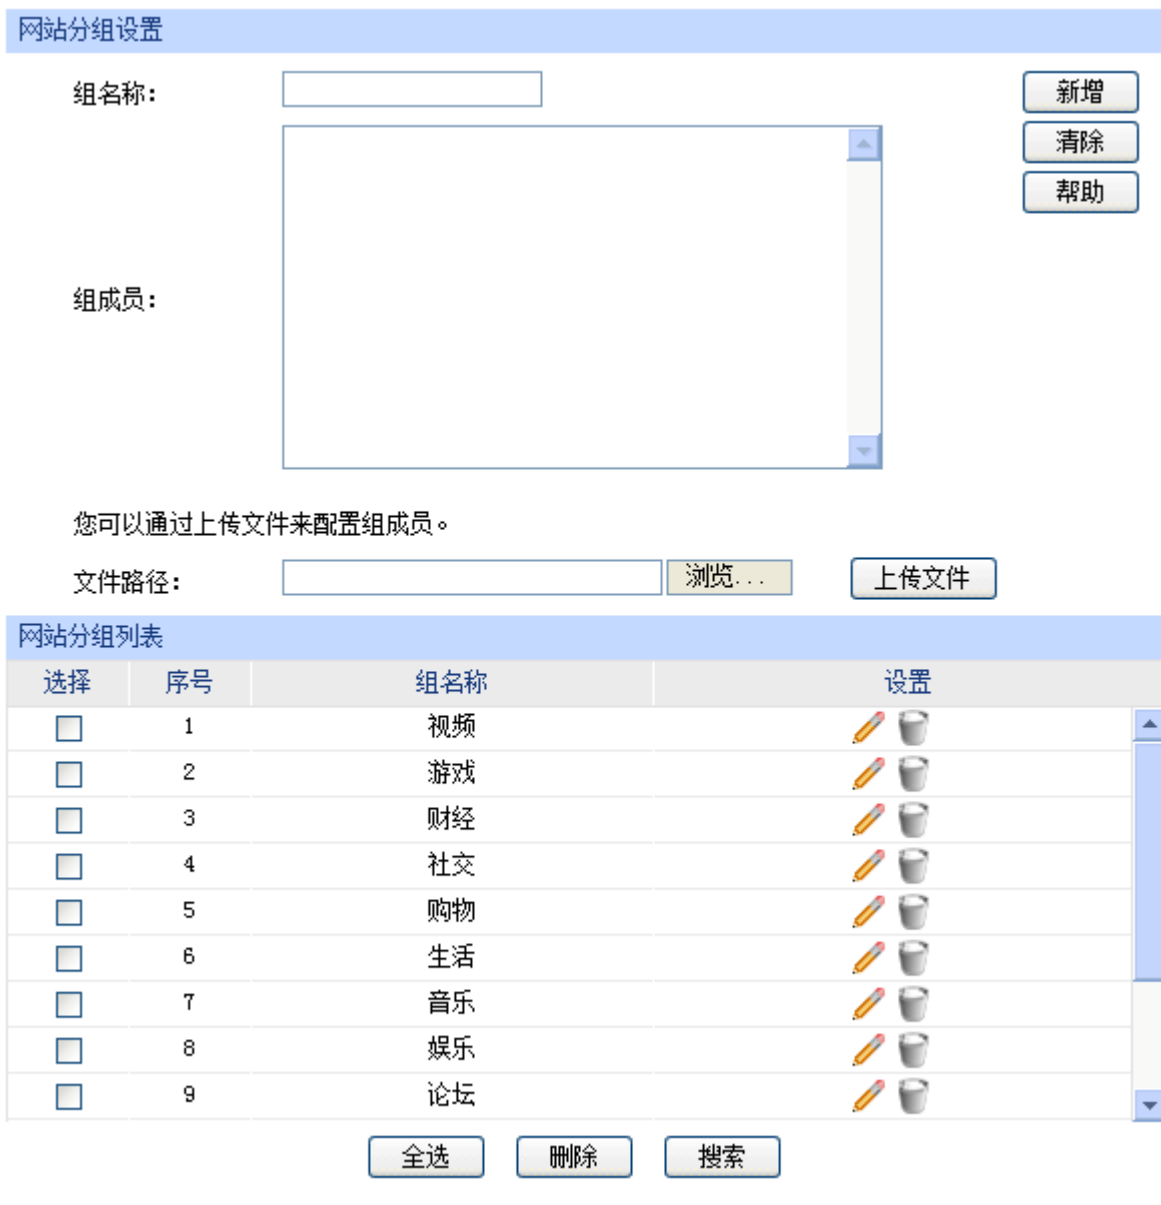 网站分组设置
组名称:
新增
清除
帮助
组成员:
您可以通过上传文件来配置组成员。
文件路径:
浏览...
上传文件
网站分组列表
选择 序号 组名称 设置
1 视频
2 游戏
3 财经
4 社交
5 购物
6 生活
7 音乐
8 娱乐
9 论坛
全选 删除 搜索